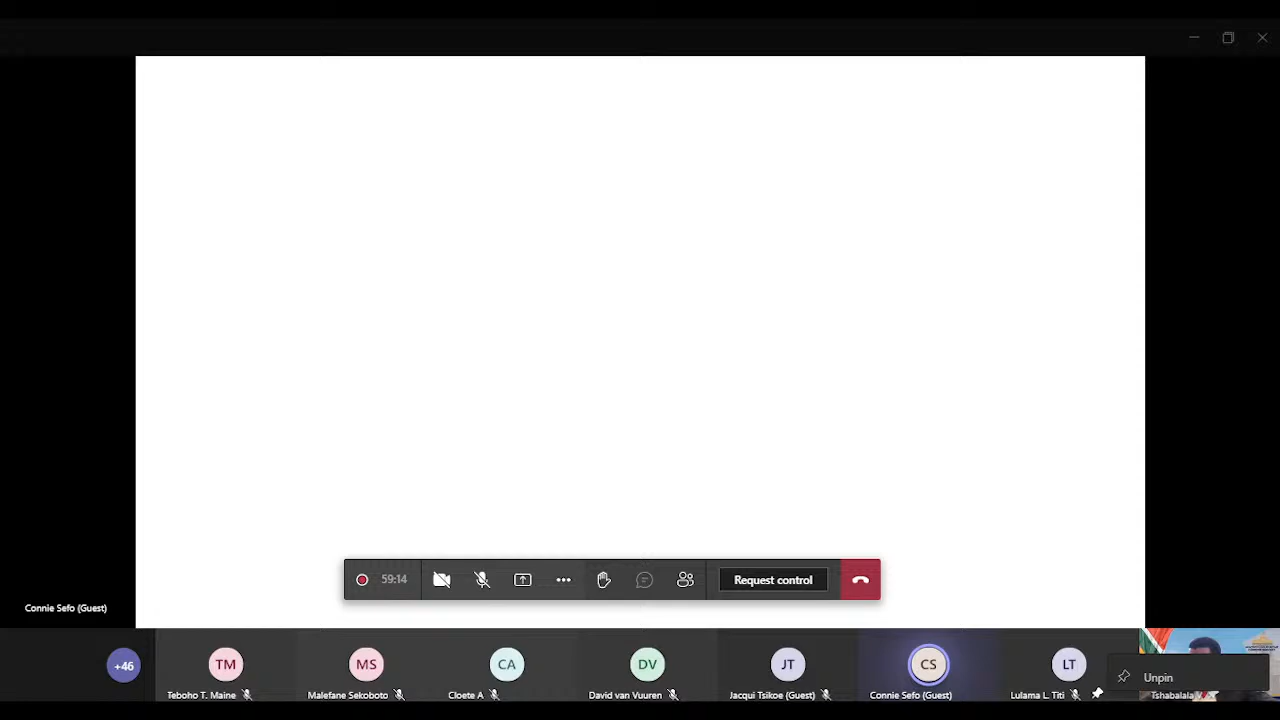 59:14
Request control
Connie Sefo (Guest)
+46
TM
MS
CA
DV
JT
CS
LT
Unpin
Teboho T. Maine
Malefane Sekoboto
Cloete A
David van Vuuren
Jacqui Tsikoe (Guest)
Connie Sefo (Guest)
Lulama L. Titi
Tshabalala